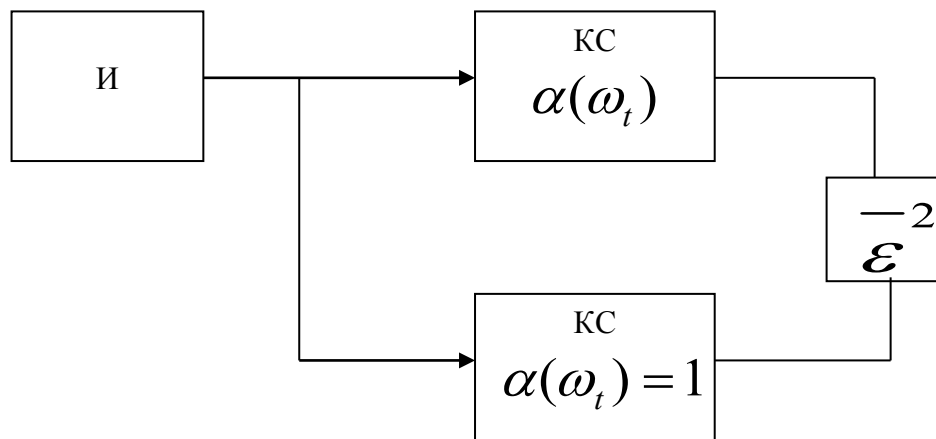 И
КС
α(ω_t)
ε̅²
КС
α(ω_t) = 1